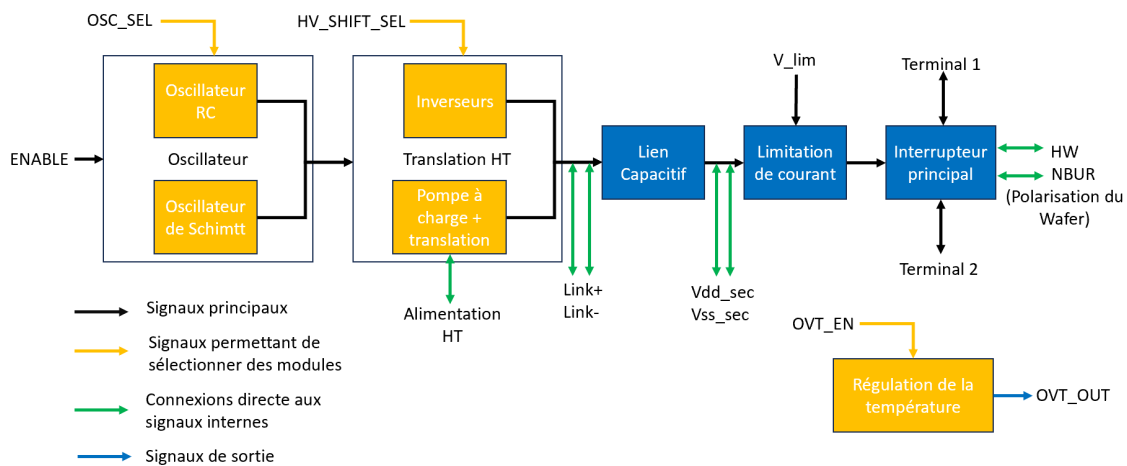 OSC_SEL
HV_SHIFT_SEL
V_lim
Terminal 1
Oscillateur
RC
Inverseurs
ENABLE
Oscillateur
Translation HT
Lien
Capacitif
Limitation
de courant
Interrupteur
principal
HW
NBUR
(Polarisation du
Wafer)
Oscillateur
de Schimtt
Pompe à
charge +
translation
Terminal 2
Link+
Link-
Vdd_sec
Vss_sec
Alimentation
HT
Signaux principaux
Signaux permettant de
sélectionner des modules
Connexions directe aux
signaux internes
Signaux de sortie
OVT_EN
Régulation de la
température
OVT_OUT